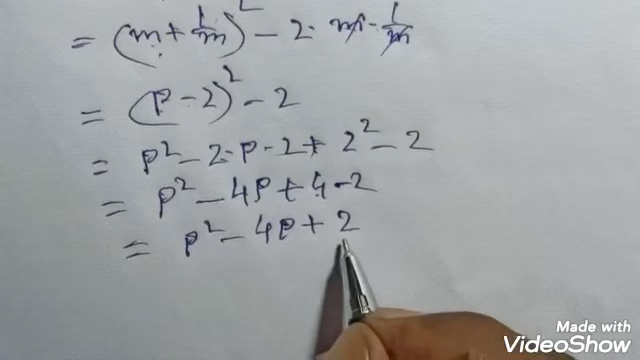 = (m + 1/m)² - 2 · m · 1/m
= (P - 2)² - 2
= P² - 2·P·2 + 2² - 2
= P² - 4P + 4 - 2
= P² - 4P + 2
Made with
VideoShow